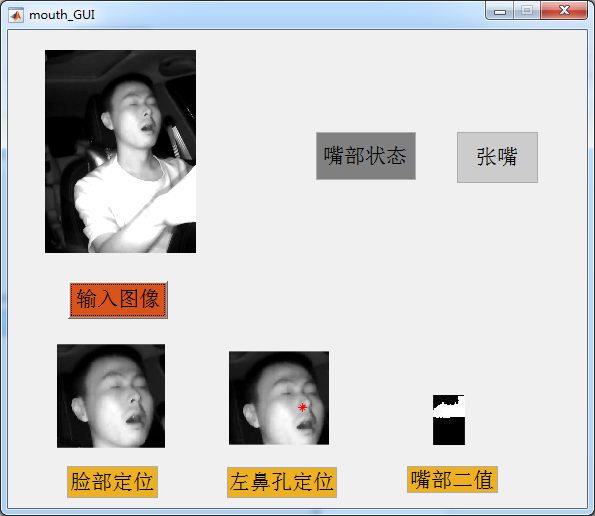 mouth_GUI
嘴部状态
张嘴
输入图像
脸部定位
左鼻孔定位
嘴部二值